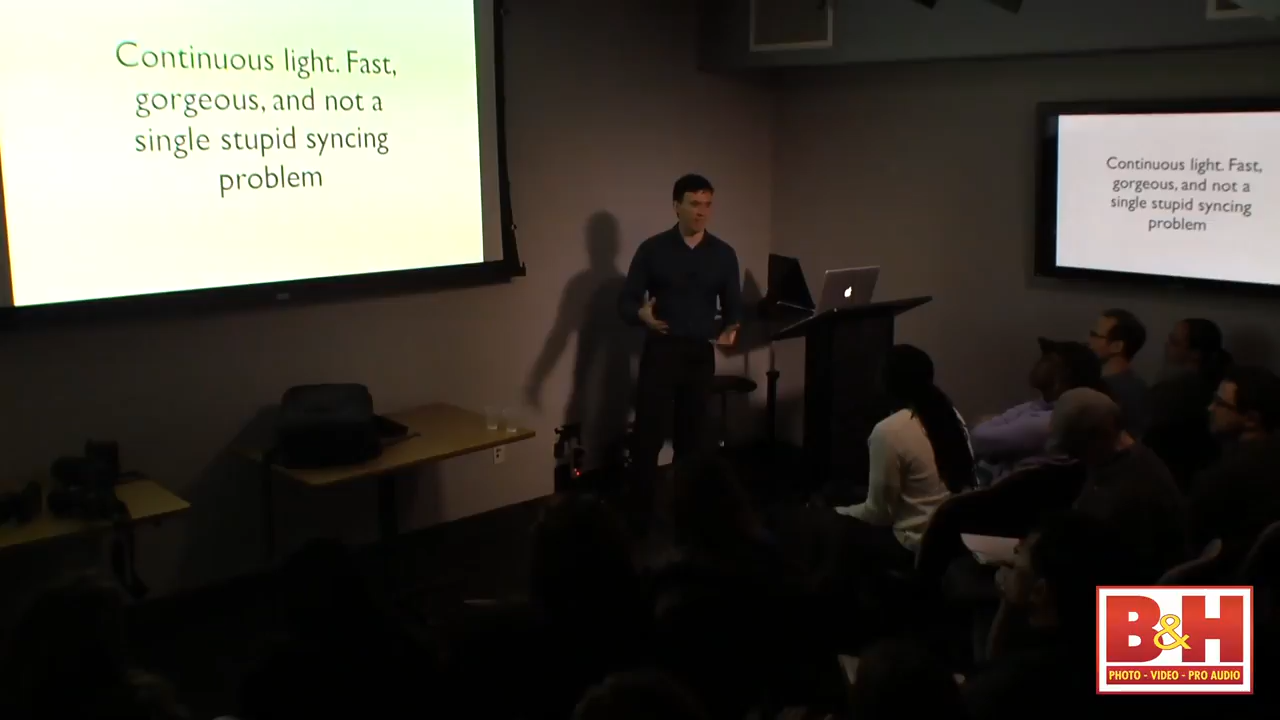 Continuous light. Fast,
gorgeous, and not a
single stupid syncing
problem
Continuous light. Fast,
gorgeous, and not a
single stupid syncing
problem
B&H
PHOTO - VIDEO - PRO AUDIO